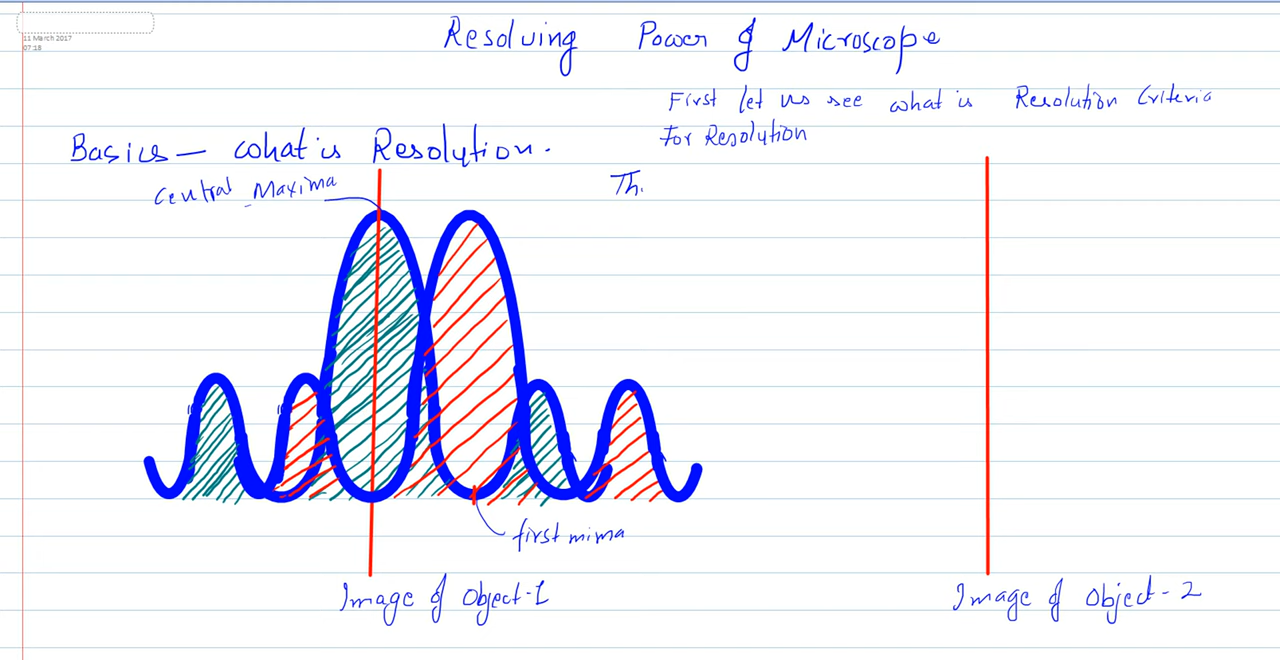 11 March 2017
07:18
Resolving Power of Microscope
First let us see what is Resolution Criteria
For Resolution
Basics - what is Resolution.
Central Maxima
Th.
first mima
Image of Object-1
Image of Object-2